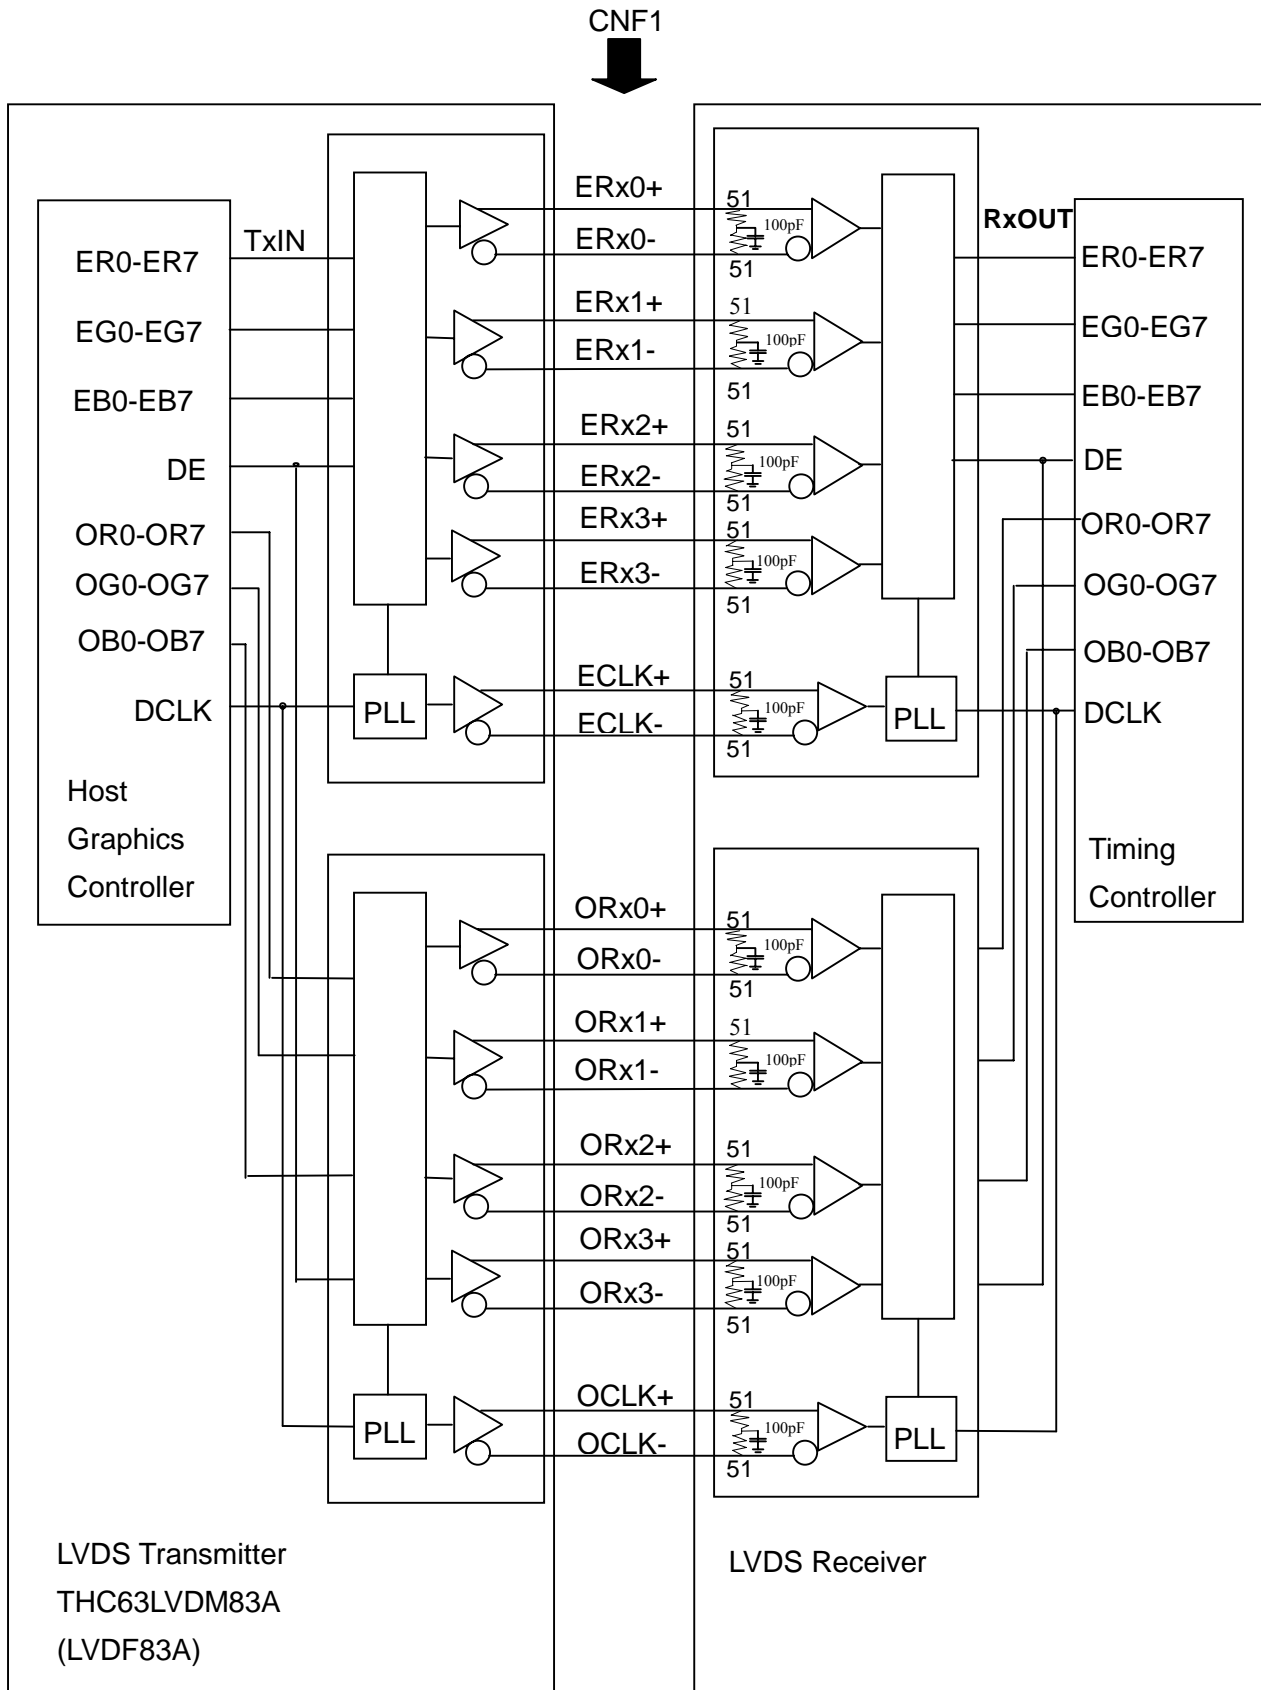 CNF1
TxIN
ER0-ER7
EG0-EG7
EB0-EB7
DE
OR0-OR7
OG0-OG7
OB0-OB7
DCLK
Host
Graphics
Controller
PLL
ERx0+
ERx0-
ERx1+
ERx1-
ERx2+
ERx2-
ERx3+
ERx3-
ECLK+
ECLK-
51
100pF
51
51
100pF
51
51
100pF
51
51
100pF
51
51
100pF
51
PLL
RxOUT
ER0-ER7
EG0-EG7
EB0-EB7
DE
OR0-OR7
OG0-OG7
OB0-OB7
DCLK
Timing
Controller
PLL
ORx0+
ORx0-
ORx1+
ORx1-
ORx2+
ORx2-
ORx3+
ORx3-
OCLK+
OCLK-
51
100pF
51
51
100pF
51
100pF
51
51
100pF
51
51
100pF
51
PLL
LVDS Transmitter
THC63LVDM83A
(LVDF83A)
LVDS Receiver